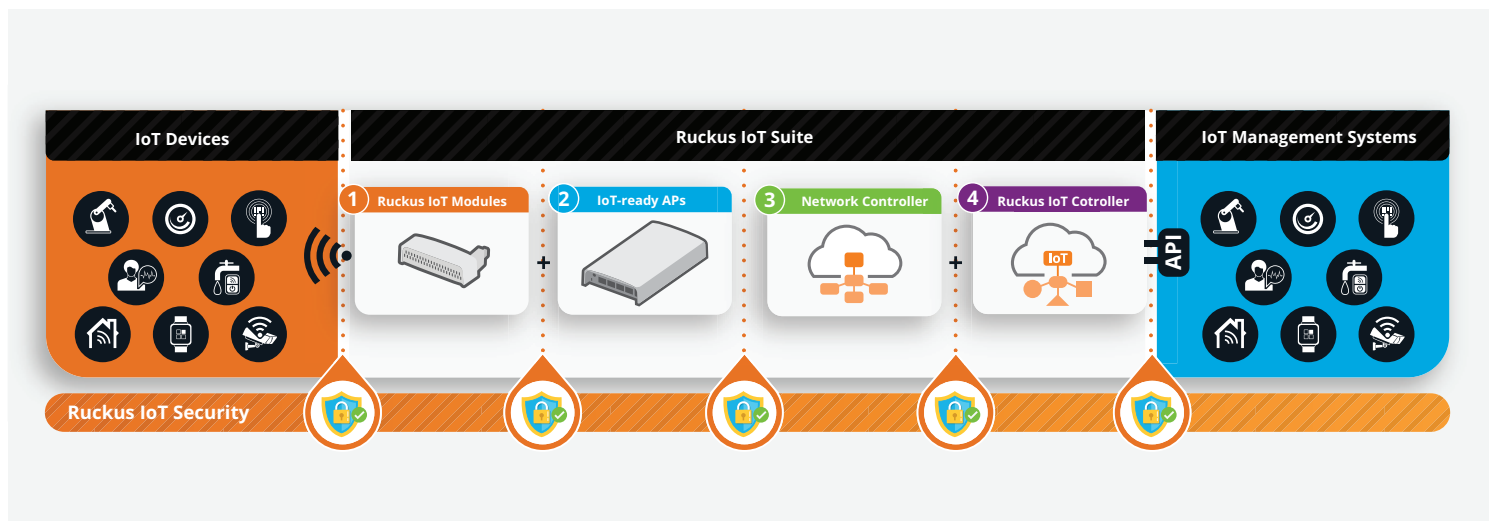 IoT Devices
Ruckus IoT Suite
IoT Management Systems
1 Ruckus IoT Modules
2 IoT-ready APs
3 Network Controller
4 Ruckus IoT Cotroller
+
+
IoT
API
Ruckus IoT Security